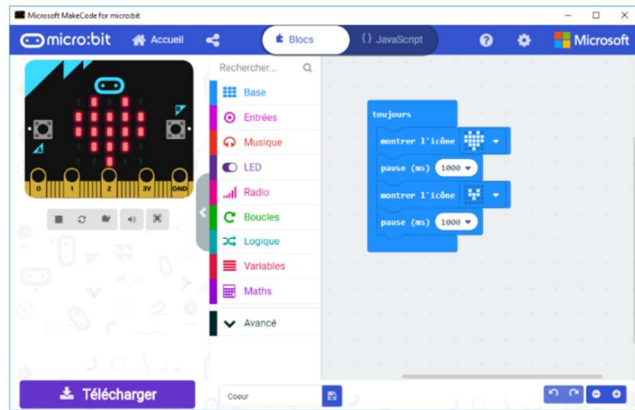 Microsoft MakeCode for micro:bit
micro:bit
Accueil
Blocs
{} JavaScript
?
Microsoft
B
A
0 1 2 3V GND
Rechercher...
Base
Entrées
Musique
LED
Radio
Boucles
Logique
Variables
Maths
Avancé
toujours
montrer l'icône
pause (ms) 1000
montrer l'icône
pause (ms) 1000
Télécharger
Coeur